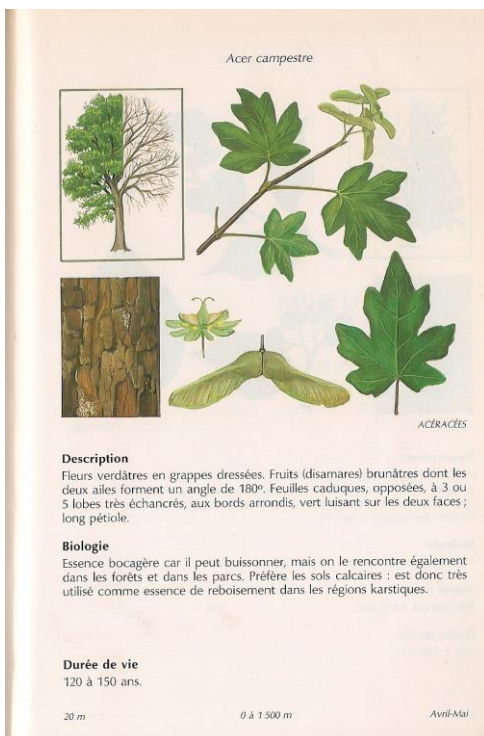 Acer campestre
ACÉRACÉES
Description
Fleurs verdâtres en grappes dressées. Fruits (disamares) brunâtres dont les
deux ailes forment un angle de 180º. Feuilles caduques, opposées, à 3 ou
5 lobes très échancrés, aux bords arrondis, vert luisant sur les deux faces ;
long pétiole.
Biologie
Essence bocagère car il peut buissonner, mais on le rencontre également
dans les forêts et dans les parcs. Préfère les sols calcaires : est donc très
utilisé comme essence de reboisement dans les régions karstiques.
Durée de vie
120 à 150 ans.
20 m 0 à 1 500 m Avril-Mai